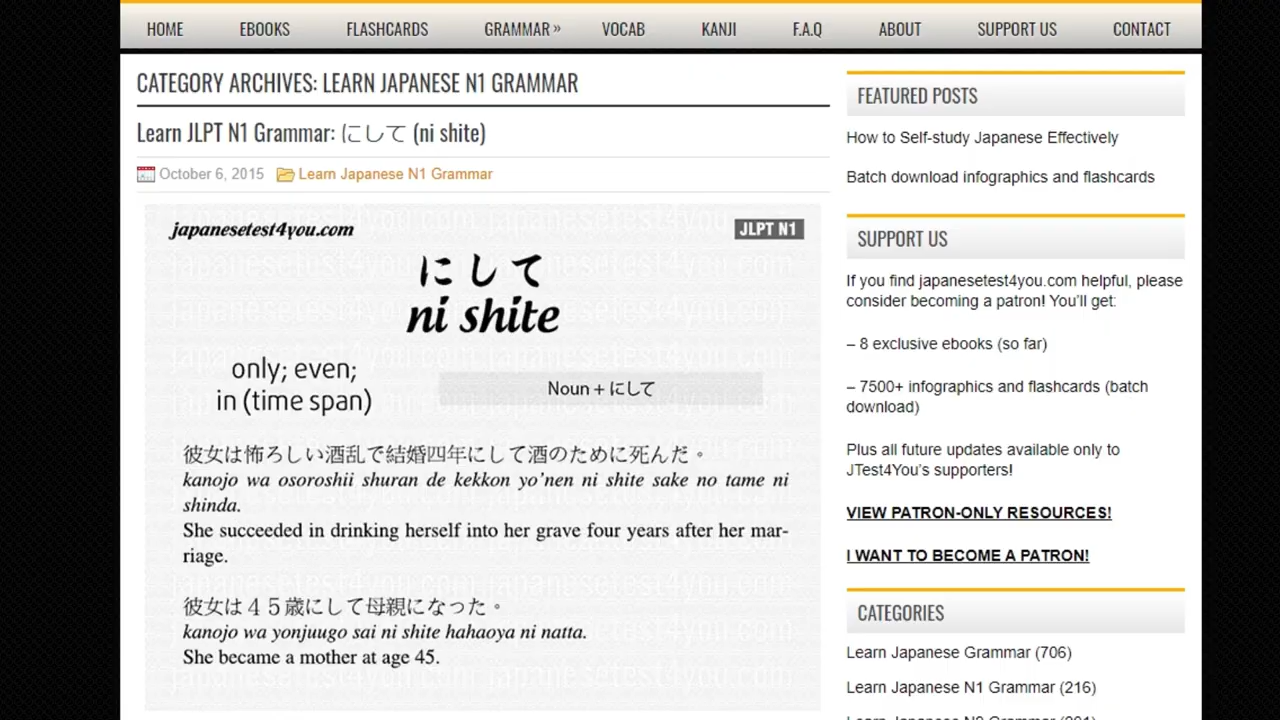 HOME EBOOKS FLASHCARDS GRAMMAR » VOCAB KANJI F.A.Q ABOUT SUPPORT US CONTACT
CATEGORY ARCHIVES: LEARN JAPANESE N1 GRAMMAR
Learn JLPT N1 Grammar: にして (ni shite)
October 6, 2015 Learn Japanese N1 Grammar
japanesetest4you.com
JLPT N1
にして
ni shite
only; even;
in (time span)
Noun + にして
彼女は怖ろしい酒乱で結婚四年にして酒のために死んだ。
kanojo wa osoroshii shuran de kekkon yo’nen ni shite sake no tame ni
shinda.
She succeeded in drinking herself into her grave four years after her mar-
riage.
彼女は４５歳にして母親になった。
kanojo wa yonjuugo sai ni shite hahaoya ni natta.
She became a mother at age 45.
FEATURED POSTS
How to Self-study Japanese Effectively
Batch download infographics and flashcards
SUPPORT US
If you find japanesetest4you.com helpful, please
consider becoming a patron! You’ll get:
– 8 exclusive ebooks (so far)
– 7500+ infographics and flashcards (batch
download)
Plus all future updates available only to
JTest4You’s supporters!
VIEW PATRON-ONLY RESOURCES!
I WANT TO BECOME A PATRON!
CATEGORIES
Learn Japanese Grammar (706)
Learn Japanese N1 Grammar (216)